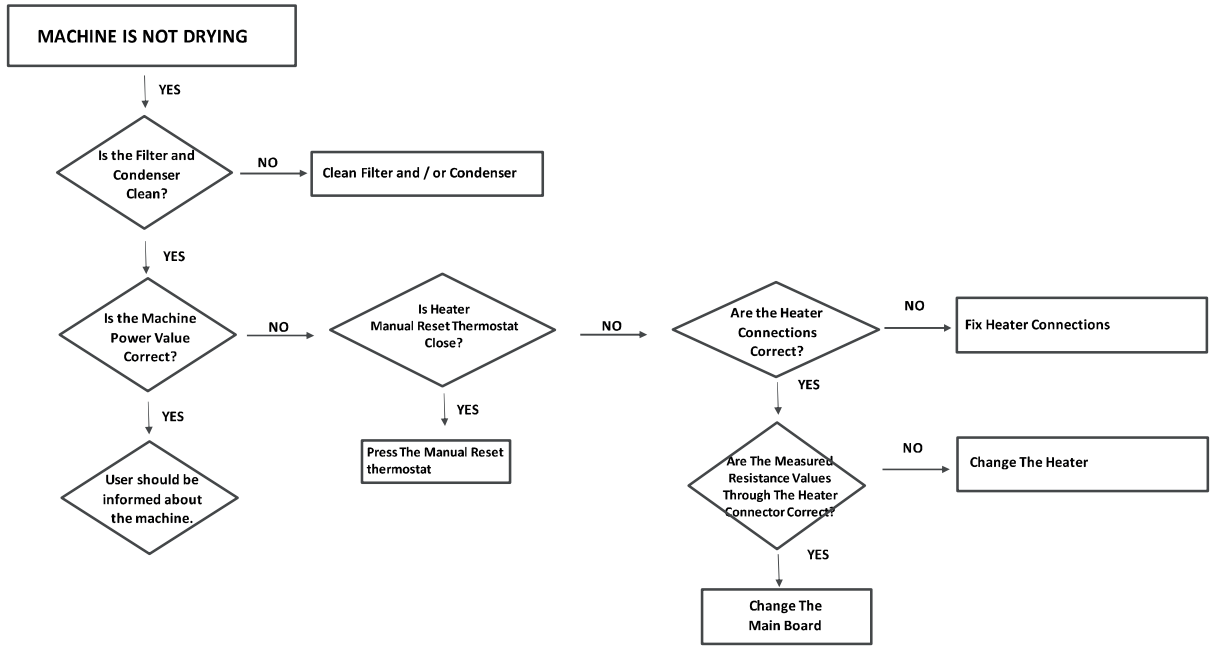 MACHINE IS NOT DRYING
YES
Is the Filter and
Condenser
Clean?
NO
Clean Filter and / or Condenser
YES
Is the Machine
Power Value
Correct?
NO
Is Heater
Manual Reset Thermostat
Close?
NO
Are the Heater
Connections
Correct?
NO
Fix Heater Connections
YES
User should be
informed about
the machine.
YES
Press The Manual Reset
thermostat
YES
Are The Measured
Resistance Values
Through The Heater
Connector Correct?
NO
Change The Heater
YES
Change The
Main Board